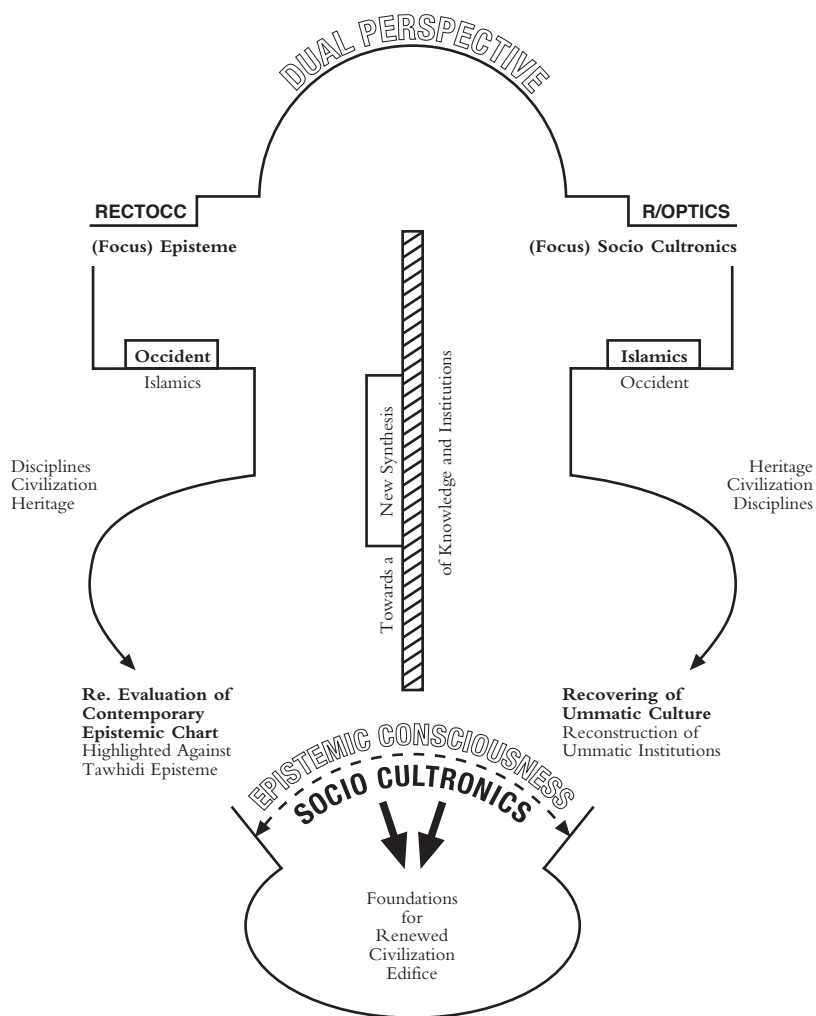 DUAL PERSPECTIVE
RECTOCC
R/OPTICS
(Focus) Episteme
(Focus) Socio Cultronics
Occident
Islamics
Islamics
Occident
Disciplines
Civilization
Heritage
Heritage
Civilization
Disciplines
Towards a New Synthesis
of Knowledge and Institutions
Re. Evaluation of
Contemporary
Epistemic Chart
Highlighted Against
Tawhidi Episteme
Recovering of
Ummatic Culture
Reconstruction of
Ummatic Institutions
EPISTEMIC CONSCIOUSNESS
SOCIO CULTRONICS
Foundations
for
Renewed
Civilization
Edifice